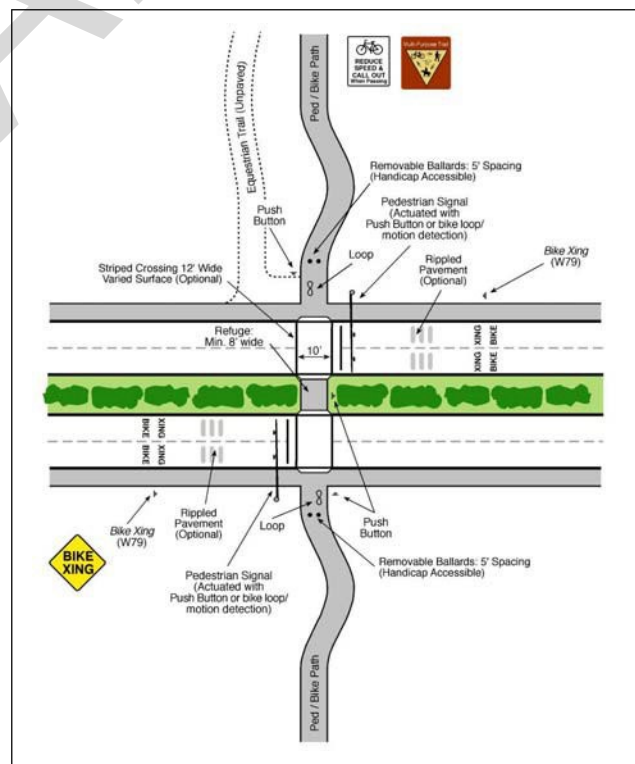 REDUCE
SPEED &
CALL OUT
When Passing
Multi-Purpose Trail
Ped / Bike Path
Equestrian Trail (Unpaved)
Removable Ballards: 5' Spacing
(Handicap Accessible)
Push
Button
Pedestrian Signal
(Actuated with
Push Button or bike loop/
motion detection)
Loop
Bike Xing
(W79)
Striped Crossing 12' Wide
Varied Surface (Optional)
Rippled
Pavement
(Optional)
Refuge:
Min. 8' wide
10'
XING XING
BIKE BIKE
BIKE BIKE
XING XING
Bike Xing
(W79)
Rippled
Pavement
(Optional)
Loop
Push
Button
BIKE
XING
Pedestrian Signal
(Actuated with
Push Button or bike loop/
motion detection)
Removable Ballards: 5' Spacing
(Handicap Accessible)
Ped / Bike Path